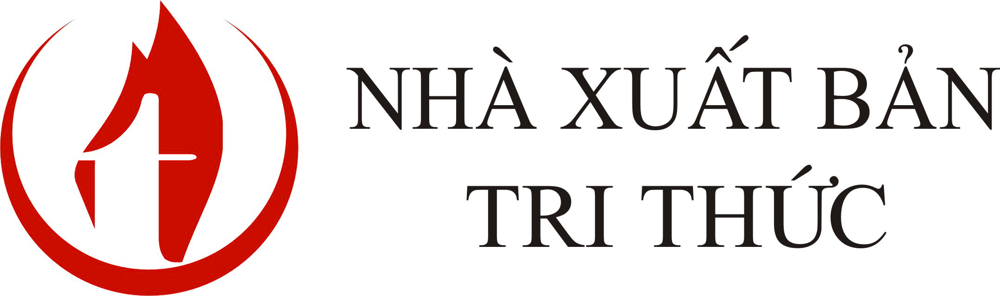 NHÀ XUẤT BẢN
TRI THỨC